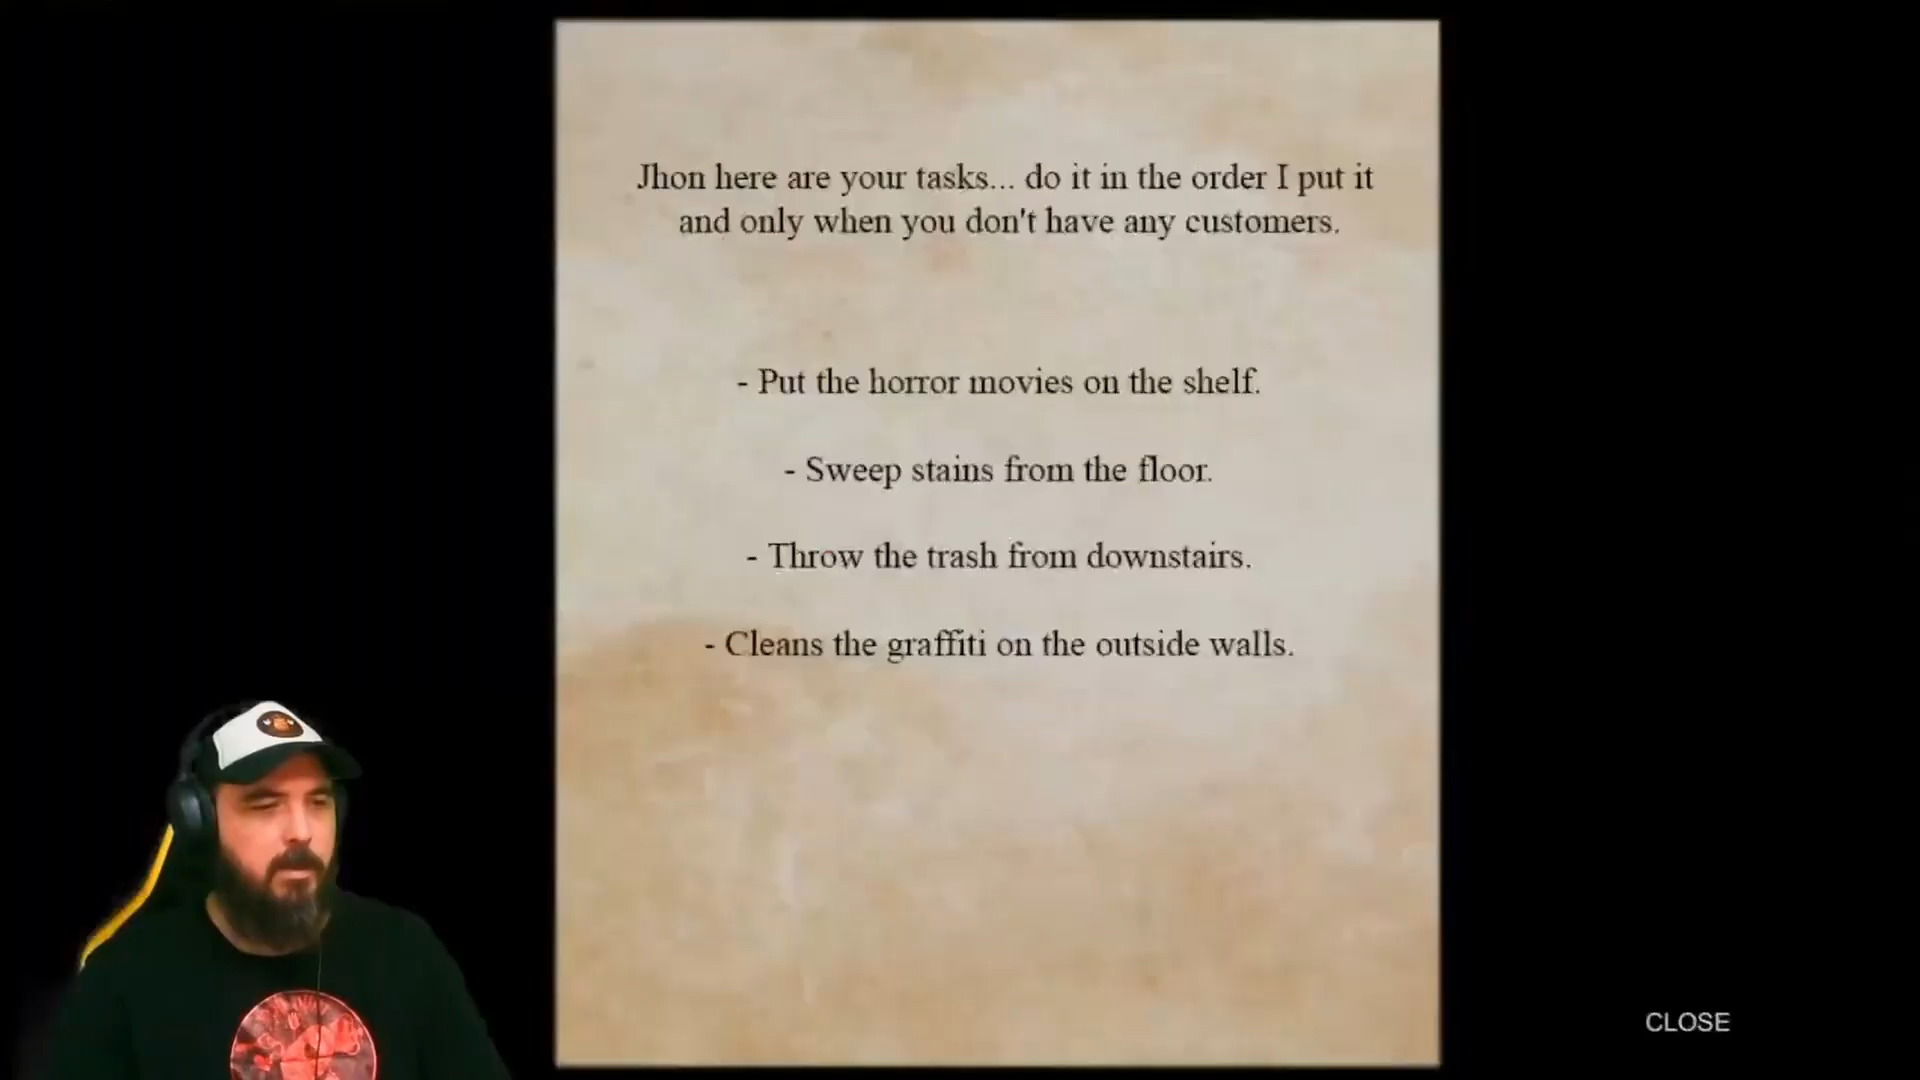 Jhon here are your tasks... do it in the order I put it
and only when you don't have any customers.
- Put the horror movies on the shelf.
- Sweep stains from the floor.
- Throw the trash from downstairs.
- Cleans the graffiti on the outside walls.
CLOSE